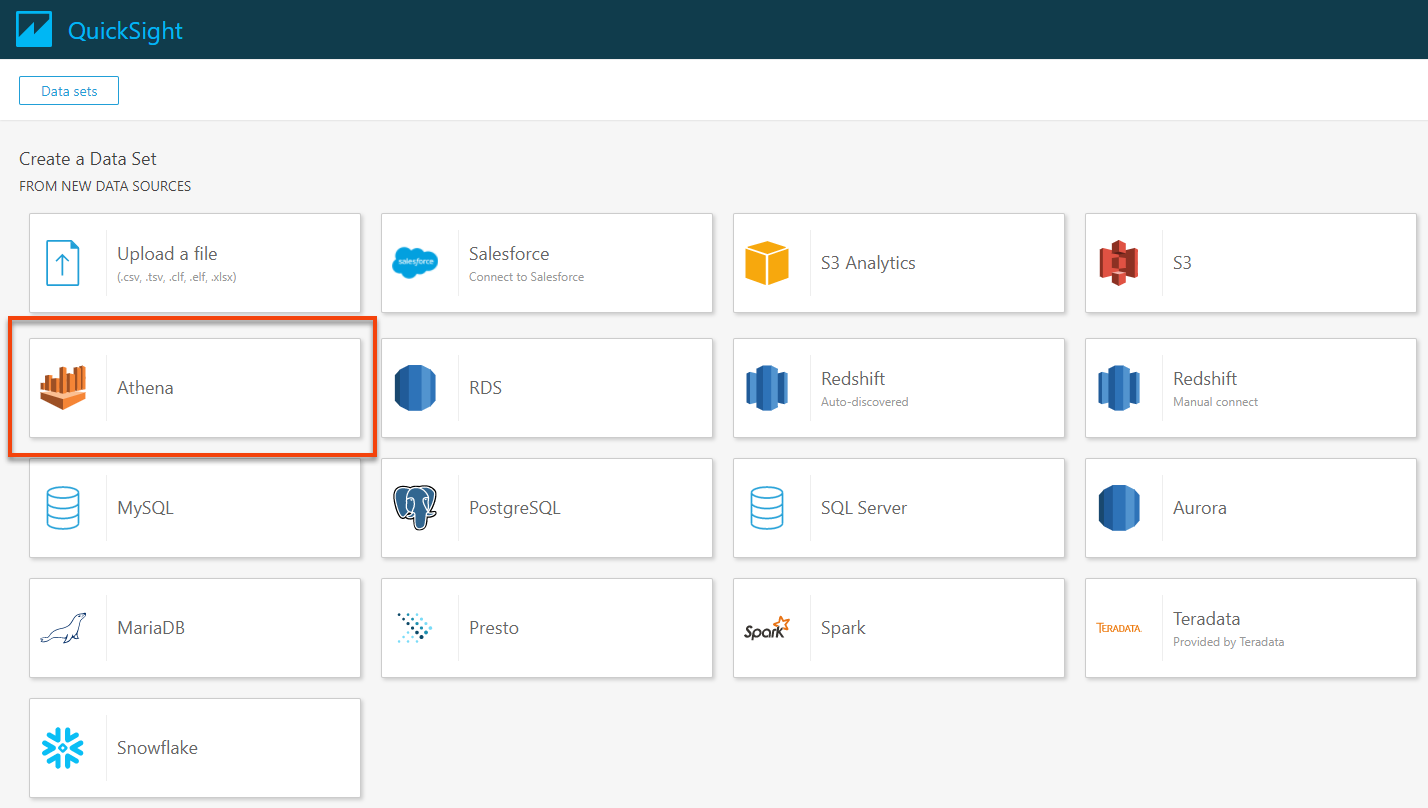 QuickSight
Data sets
Create a Data Set
FROM NEW DATA SOURCES
Upload a file
(.csv, .tsv, .clf, .elf, .xlsx)
salesforce
Salesforce
Connect to Salesforce
S3 Analytics
S3
Athena
RDS
Redshift
Auto-discovered
Redshift
Manual connect
MySQL
PostgreSQL
SQL Server
Aurora
MariaDB
Presto
Spark
Spark
TERADATA.
Teradata
Provided by Teradata
Snowflake